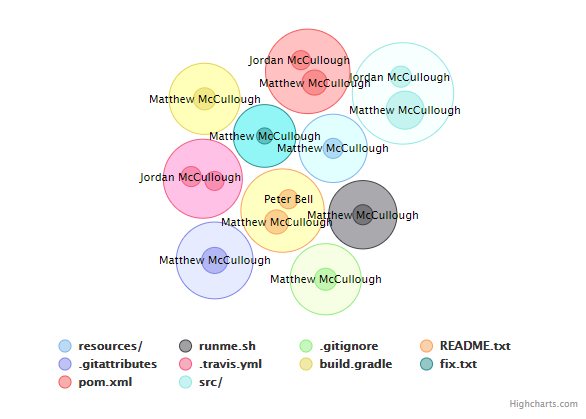 Jordan McCullough
Matthew McCullough
Jordan McCullough
Matthew McCullough
Matthew McCullough
Matthew McCullough
Matthew McCullough
Jordan McCullough
Peter Bell
Matthew McCullough
Matthew McCullough
Matthew McCullough
Matthew McCullough
resources/ runme.sh .gitignore README.txt
.gitattributes .travis.yml build.gradle fix.txt
pom.xml src/
Highcharts.com